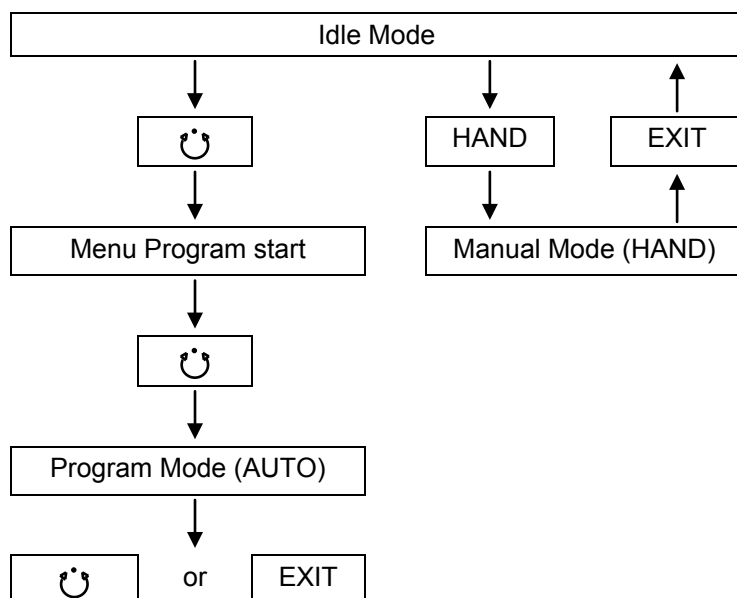 Idle Mode
HAND EXIT
Menu Program start Manual Mode (HAND)
Program Mode (AUTO)
or EXIT